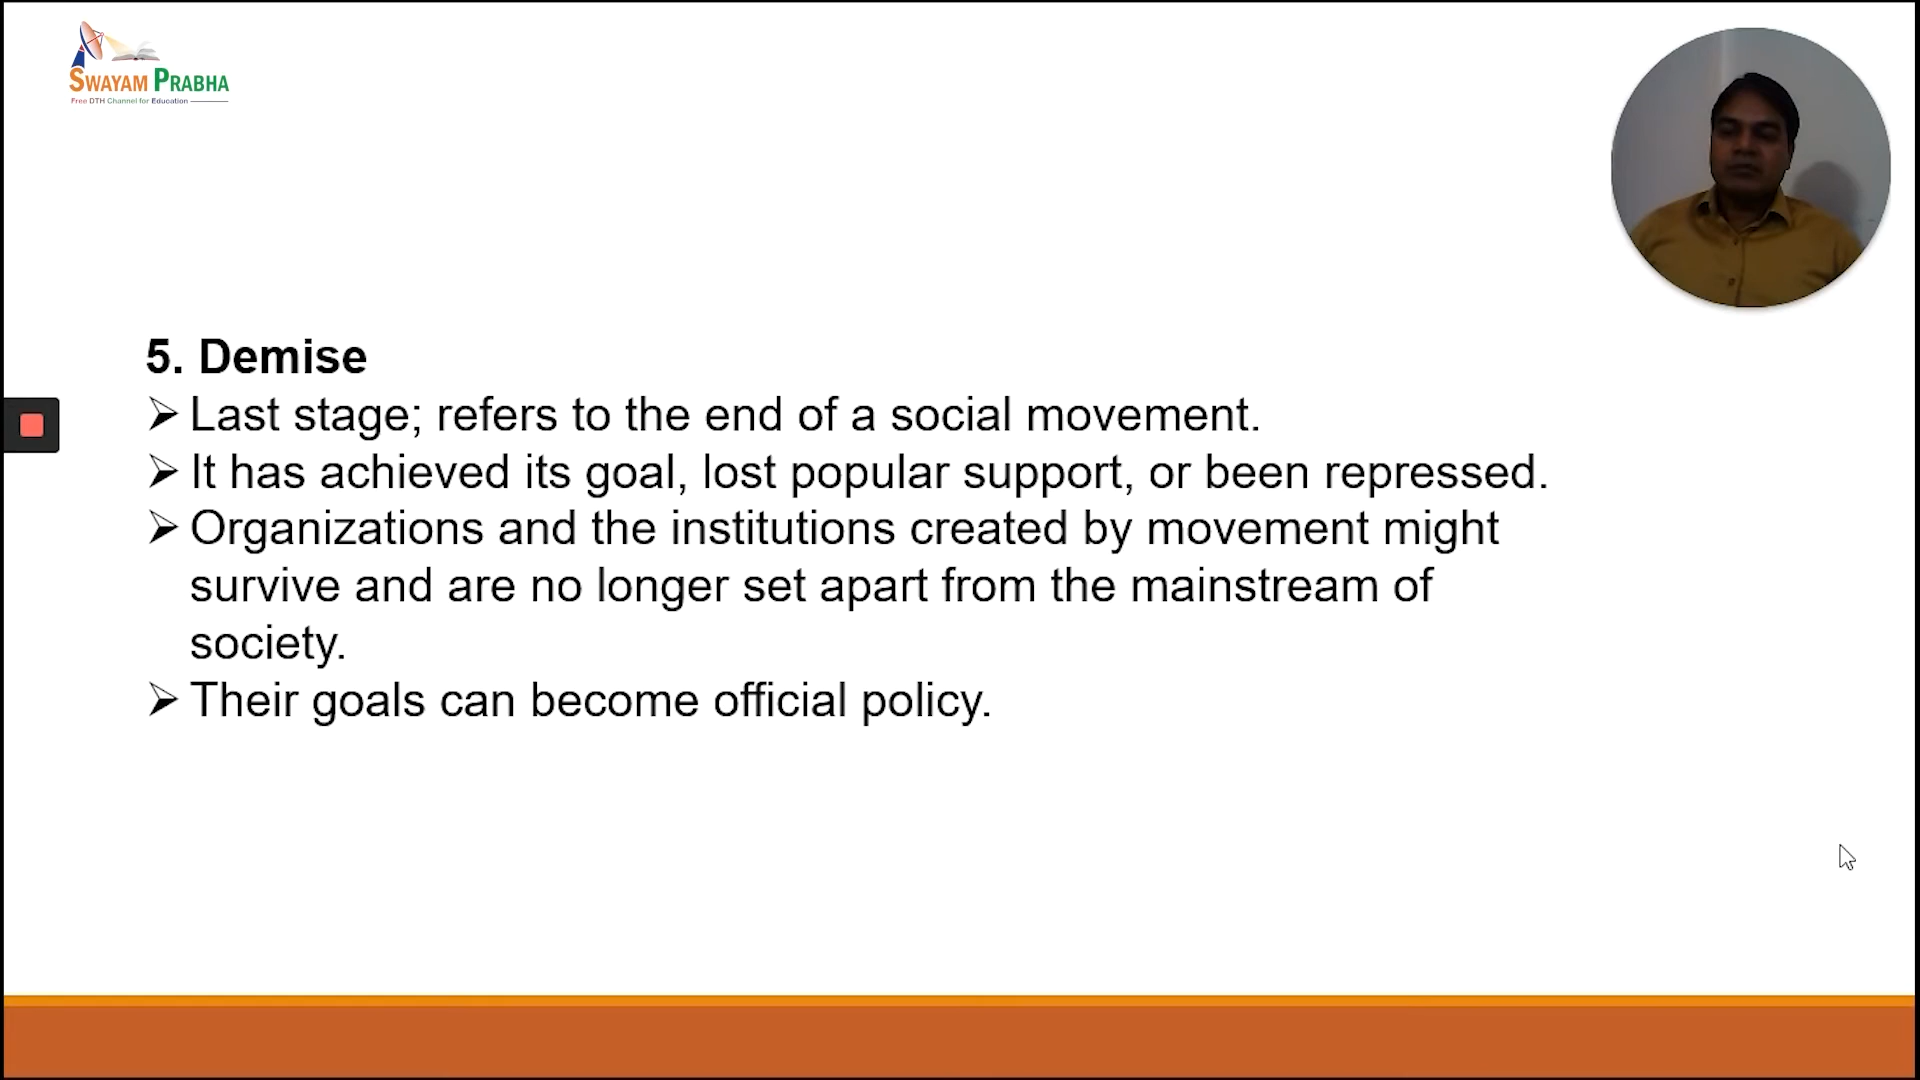 SWAYAM PRABHA
Free DTH Channel for Education
5. Demise
➢ Last stage; refers to the end of a social movement.
➢ It has achieved its goal, lost popular support, or been repressed.
➢ Organizations and the institutions created by movement might
survive and are no longer set apart from the mainstream of
society.
➢ Their goals can become official policy.